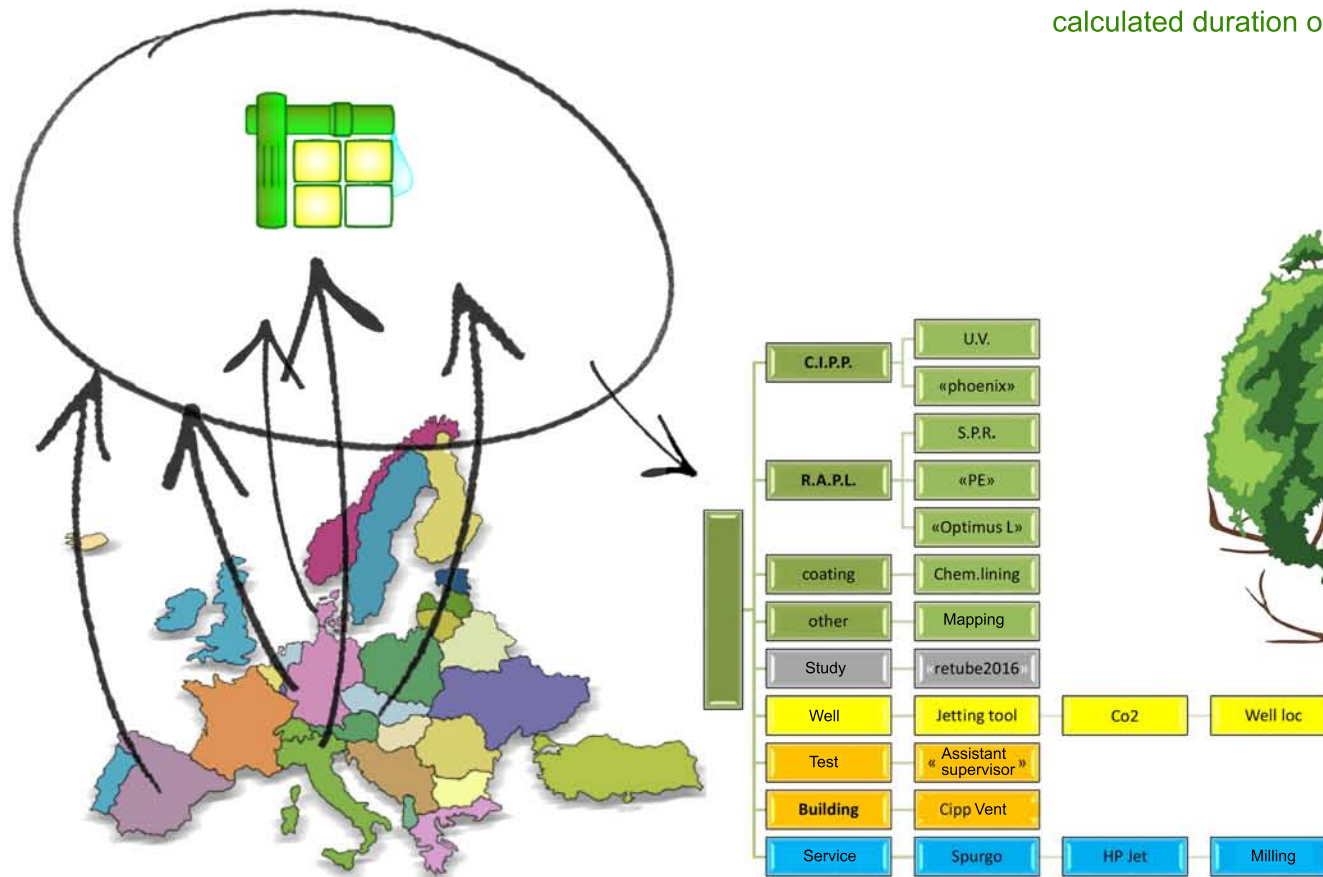 calculated duration o
U.V.
C.I.P.P.
«phoenix»
S.P.R.
R.A.P.L.
«PE»
«Optimus L»
coating
Chem.lining
other
Mapping
Study
«retube2016»
Well
Jetting tool
Co2
Well loc
Test
« Assistant
supervisor »
Building
Cipp Vent
Service
Spurgo
HP Jet
Milling